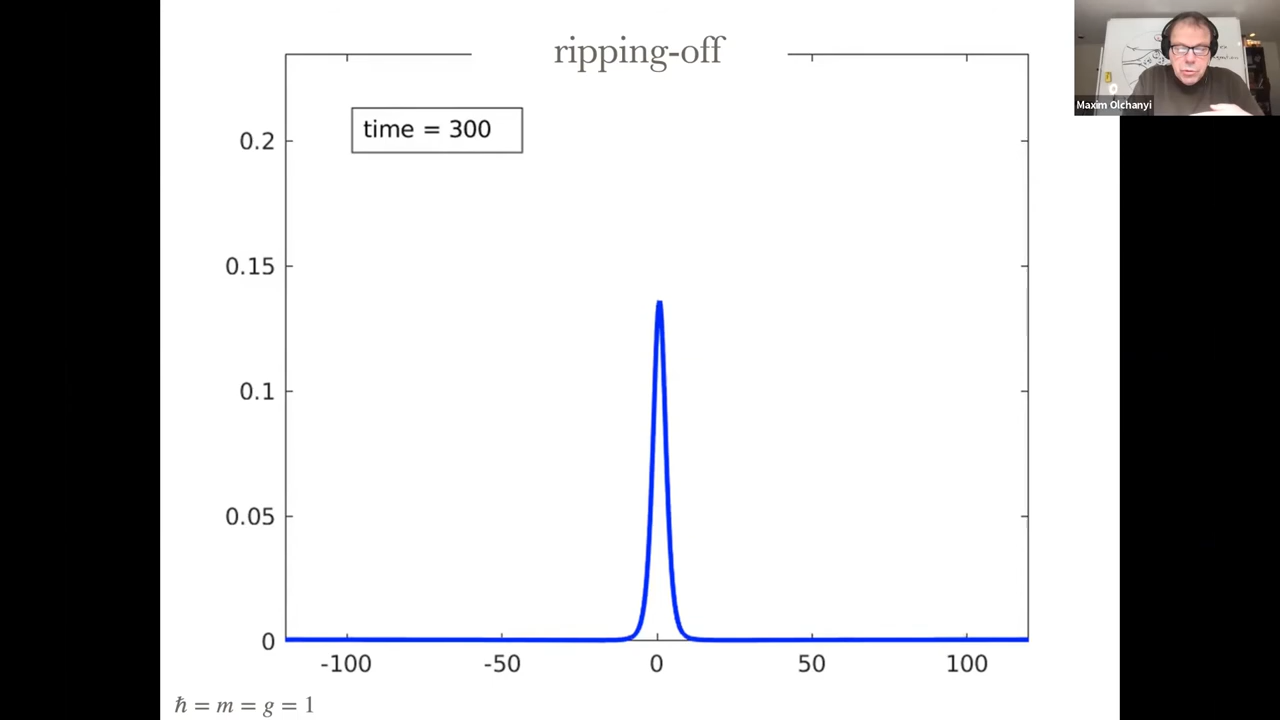 ripping-off
time = 300
0.2
0.15
0.1
0.05
0
-100
-50
0
50
100
ħ = m = g = 1
Maxim Olchanyi